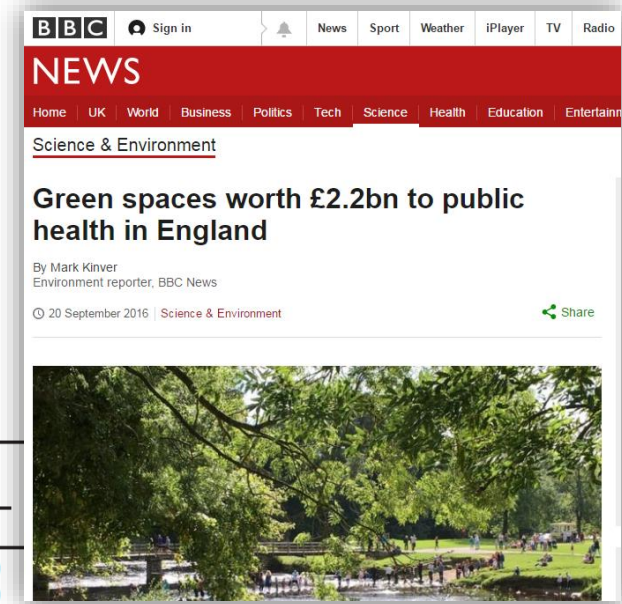 BBC Sign in News Sport Weather iPlayer TV Radio
NEWS
Home UK World Business Politics Tech Science Health Education Entertainm
Science & Environment
Green spaces worth £2.2bn to public
health in England
By Mark Kinver
Environment reporter, BBC News
20 September 2016 Science & Environment Share